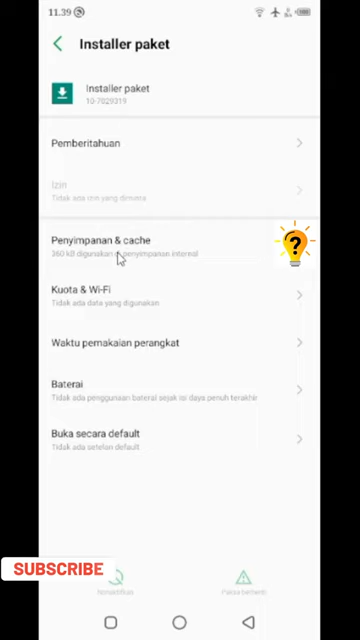 11.39
Installer paket
Installer paket
10-7029319
Pemberitahuan
Izin
Tidak ada izin yang diminta
Penyimpanan & cache
360 kB digunakan di penyimpanan internal
?
Kuota & Wi-Fi
Tidak ada data yang digunakan
Waktu pemakaian perangkat
Baterai
Tidak ada penggunaan baterai sejak isi daya penuh terakhir
Buka secara default
Tidak ada setelan default
SUBSCRIBE
Nonaktifkan
Paksa berhenti